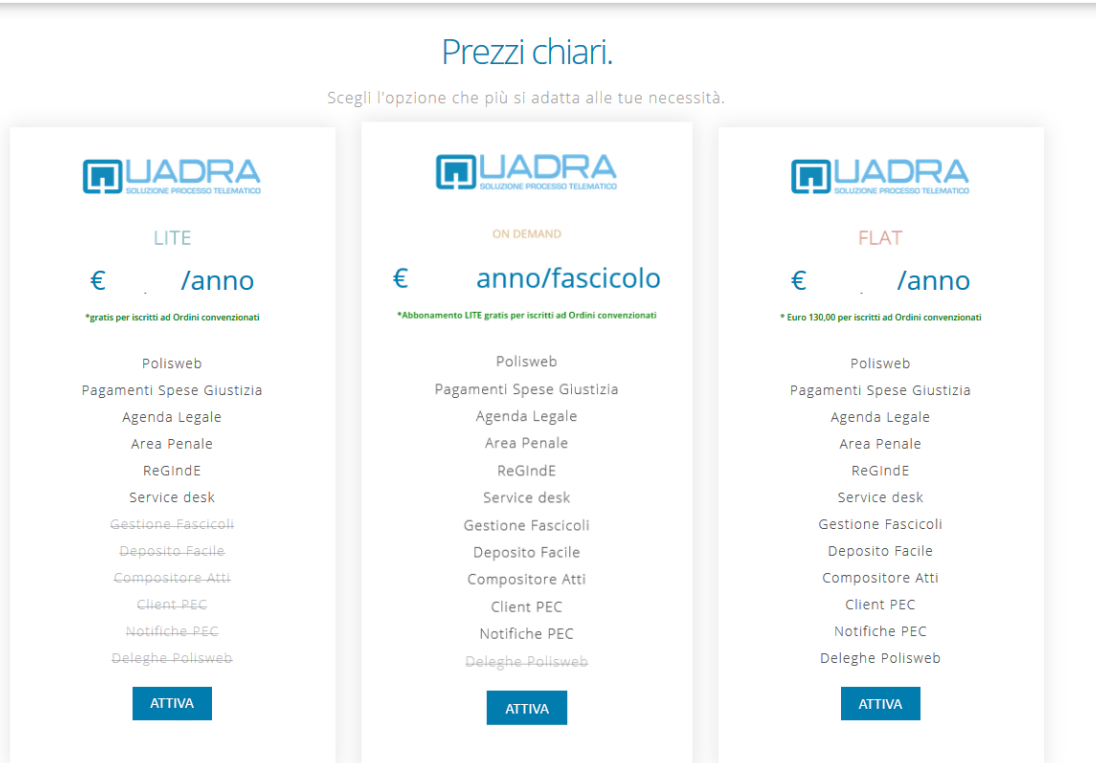 Prezzi chiari.
Scegli l'opzione che più si adatta alle tue necessità.
QUADRA
SOLUZIONE PROCESSO TELEMATICO
LITE
€ /anno
*gratis per iscritti ad Ordini convenzionati
Polisweb
Pagamenti Spese Giustizia
Agenda Legale
Area Penale
ReGIndE
Service desk
Gestione Fascicoli
Deposito Facile
Compositore Atti
Client PEC
Notifiche PEC
Deleghe Polisweb
ATTIVA
QUADRA
SOLUZIONE PROCESSO TELEMATICO
ON DEMAND
€ anno/fascicolo
*Abbonamento LITE gratis per iscritti ad Ordini convenzionati
Polisweb
Pagamenti Spese Giustizia
Agenda Legale
Area Penale
ReGIndE
Service desk
Gestione Fascicoli
Deposito Facile
Compositore Atti
Client PEC
Notifiche PEC
Deleghe Polisweb
ATTIVA
QUADRA
SOLUZIONE PROCESSO TELEMATICO
FLAT
€ /anno
* Euro 130,00 per iscritti ad Ordini convenzionati
Polisweb
Pagamenti Spese Giustizia
Agenda Legale
Area Penale
ReGIndE
Service desk
Gestione Fascicoli
Deposito Facile
Compositore Atti
Client PEC
Notifiche PEC
Deleghe Polisweb
ATTIVA